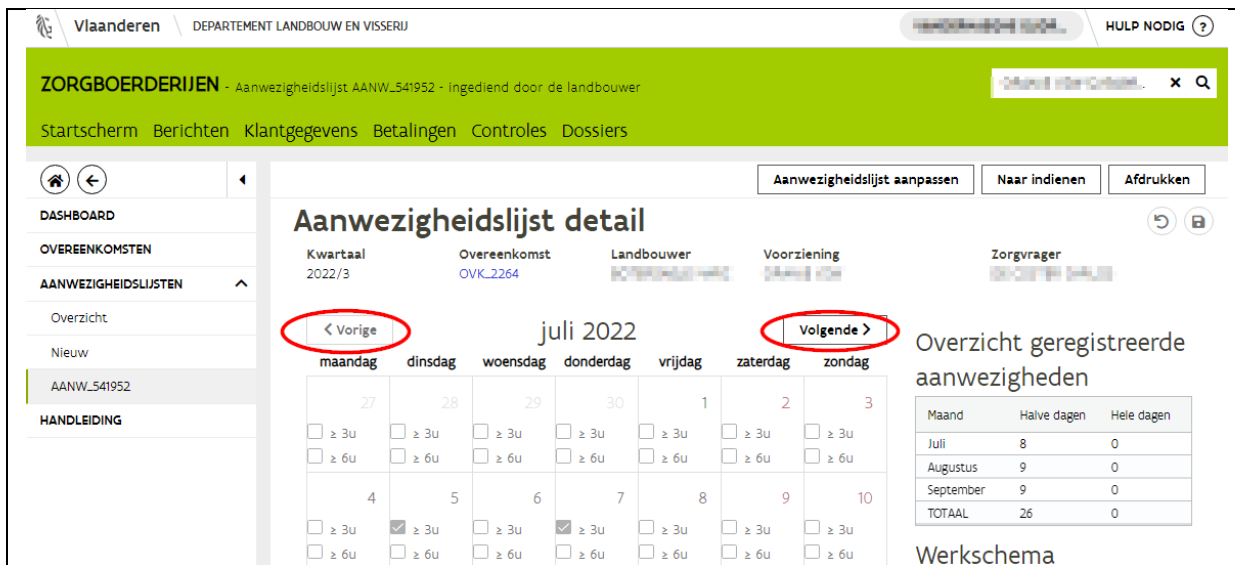 Vlaanderen DEPARTEMENT LANDBOUW EN VISSERIJ HULP NODIG ?
ZORGBOERDERIJEN - Aanwezigheidslijst AANW_541952 - ingediend door de landbouwer
Startscherm Berichten Klantgegevens Betalingen Controles Dossiers
Aanwezigheidslijst aanpassen Naar indienen Afdrukken
DASHBOARD
OVEREENKOMSTEN
AANWEZIGHEIDSLIJSTEN
Overzicht
Nieuw
AANW_541952
HANDLEIDING
Aanwezigheidslijst detail
Kwartaal Overeenkomst Landbouwer Voorziening Zorgvrager
2022/3 OVK_2264
< Vorige juli 2022 Volgende >
maandag dinsdag woensdag donderdag vrijdag zaterdag zondag
27 28 29 30 1 2 3
≥ 3u ≥ 3u ≥ 3u ≥ 3u ≥ 3u ≥ 3u ≥ 3u
≥ 6u ≥ 6u ≥ 6u ≥ 6u ≥ 6u ≥ 6u ≥ 6u
4 5 6 7 8 9 10
≥ 3u ≥ 3u ≥ 3u ≥ 3u ≥ 3u ≥ 3u ≥ 3u
≥ 6u ≥ 6u ≥ 6u ≥ 6u ≥ 6u ≥ 6u ≥ 6u
Overzicht geregistreerde
aanwezigheden
Maand Halve dagen Hele dagen
Juli 8 0
Augustus 9 0
September 9 0
TOTAAL 26 0
Werkschema